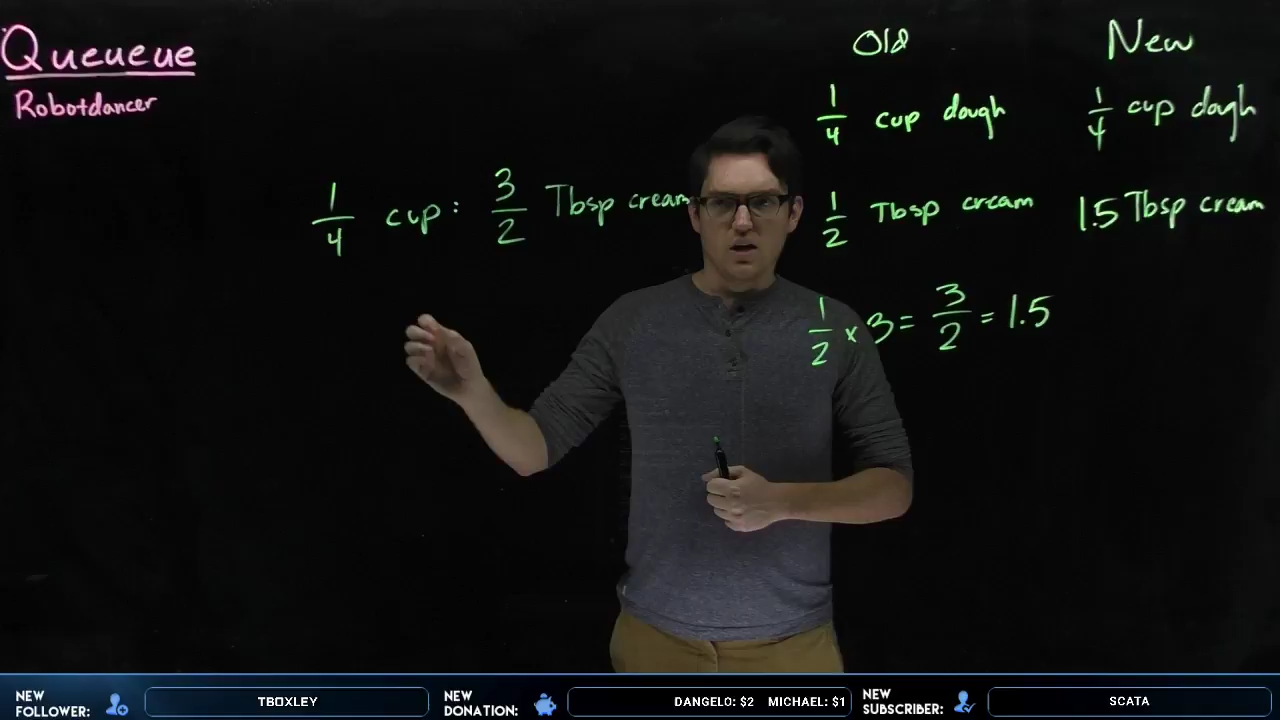 Queueue
Robotdancer
1/4 cup : 3/2 Tbsp cream
Old
1/4 cup dough
1/2 Tbsp cream
1/2 x 3 = 3/2 = 1.5
New
1/4 cup dough
1.5 Tbsp cream
NEW FOLLOWER: TBOXLEY
NEW DONATION: DANGELO: $2 MICHAEL: $1
NEW SUBSCRIBER: SCATA